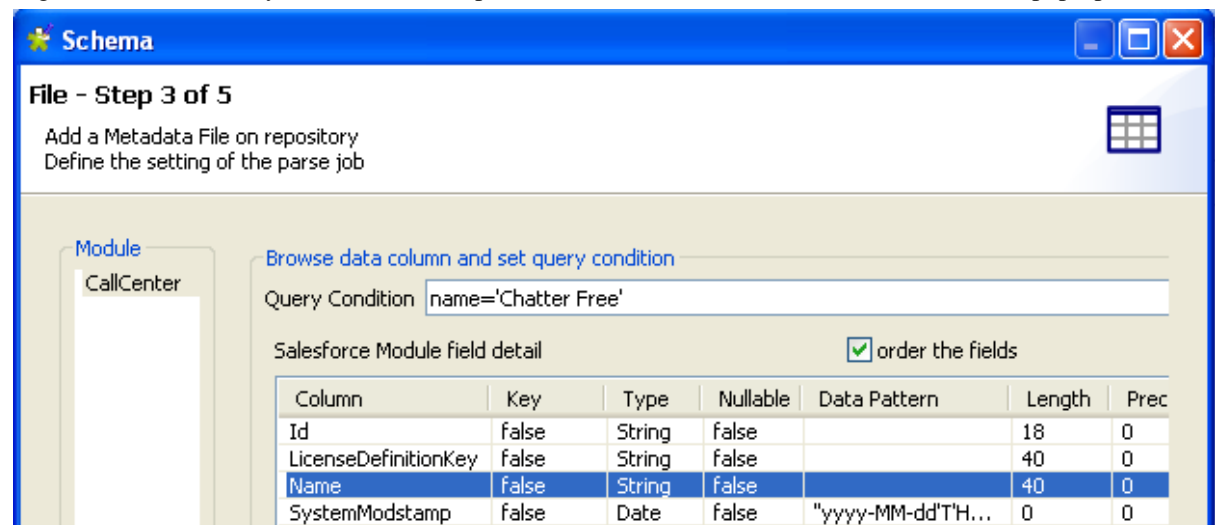 Schema
File - Step 3 of 5
Add a Metadata File on repository
Define the setting of the parse job
Module
CallCenter
Browse data column and set query condition
Query Condition name='Chatter Free'
Salesforce Module field detail order the fields
Column Key Type Nullable Data Pattern Length Prec
Id false String false 18 0
LicenseDefinitionKey false String false 40 0
Name false String false 40 0
SystemModstamp false Date false "yyyy-MM-dd'T'H... 0 0